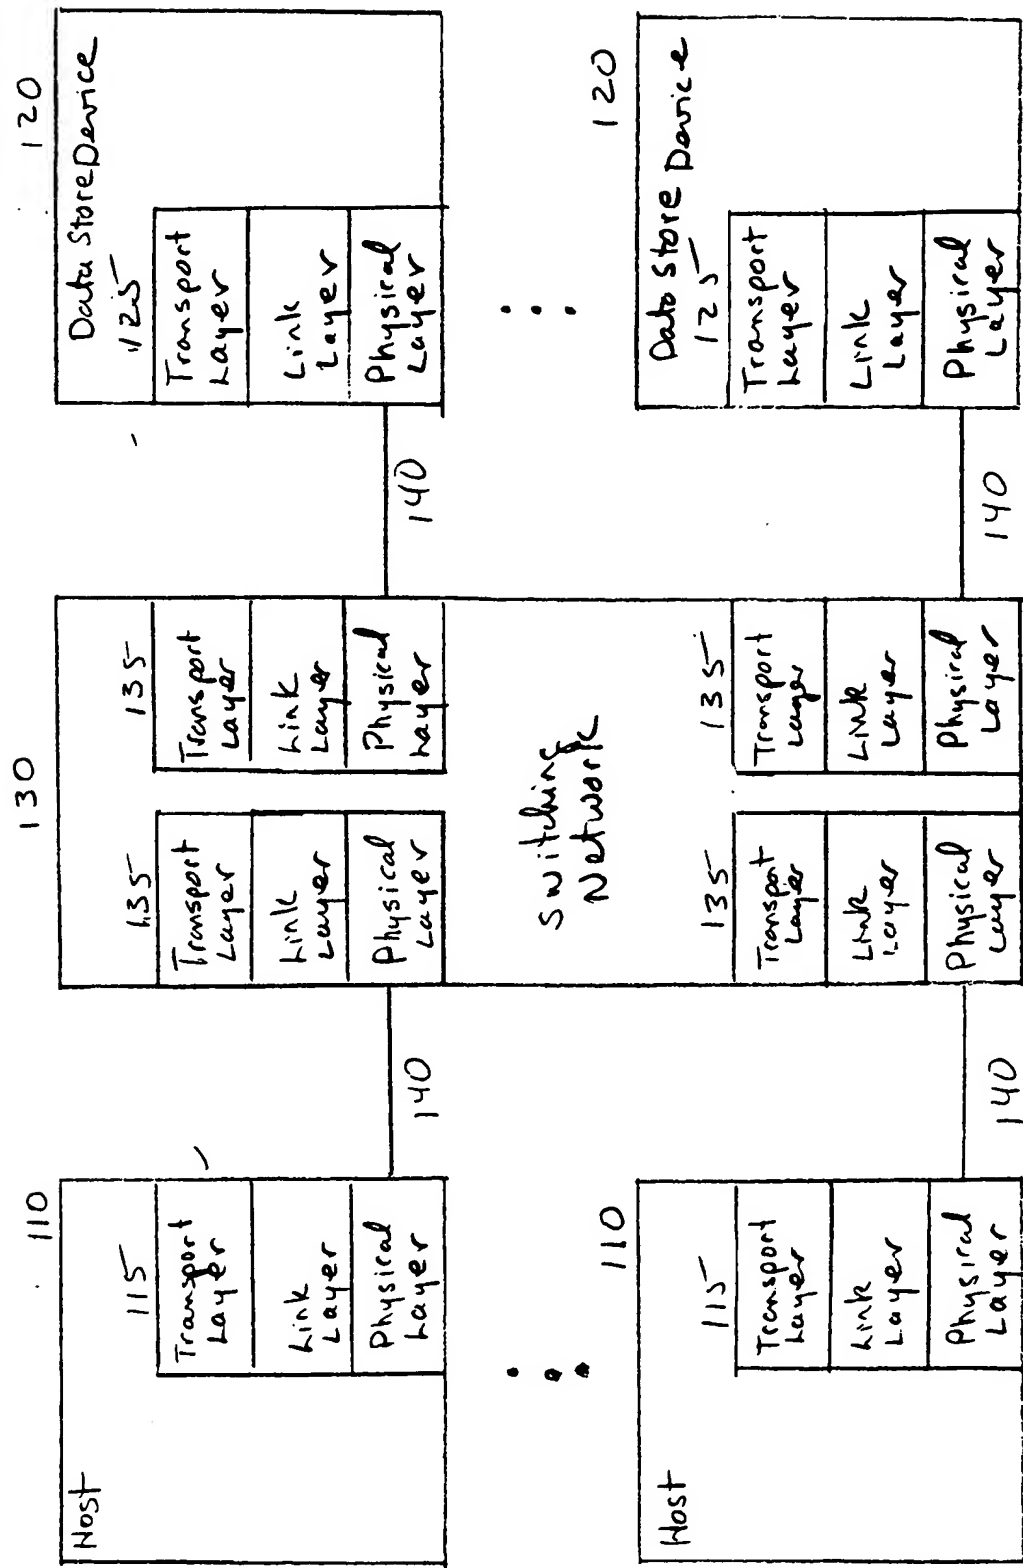 130
110
120
Host
115
Transport
Layer
Link
Layer
Physical
Layer
135
Transport
Layer
Link
Layer
Physical
Layer
135
Transport
Layer
Link
Layer
Physical
Layer
Data Store Device
125
Transport
Layer
Link
Layer
Physical
Layer
140
140
Switching
Network
110
120
Host
115
Transport
Layer
Link
Layer
Physical
Layer
135
Transport
Layer
Link
Layer
Physical
Layer
135
Transport
Layer
Link
Layer
Physical
Layer
Data Store Device
125
Transport
Layer
Link
Layer
Physical
Layer
140
140